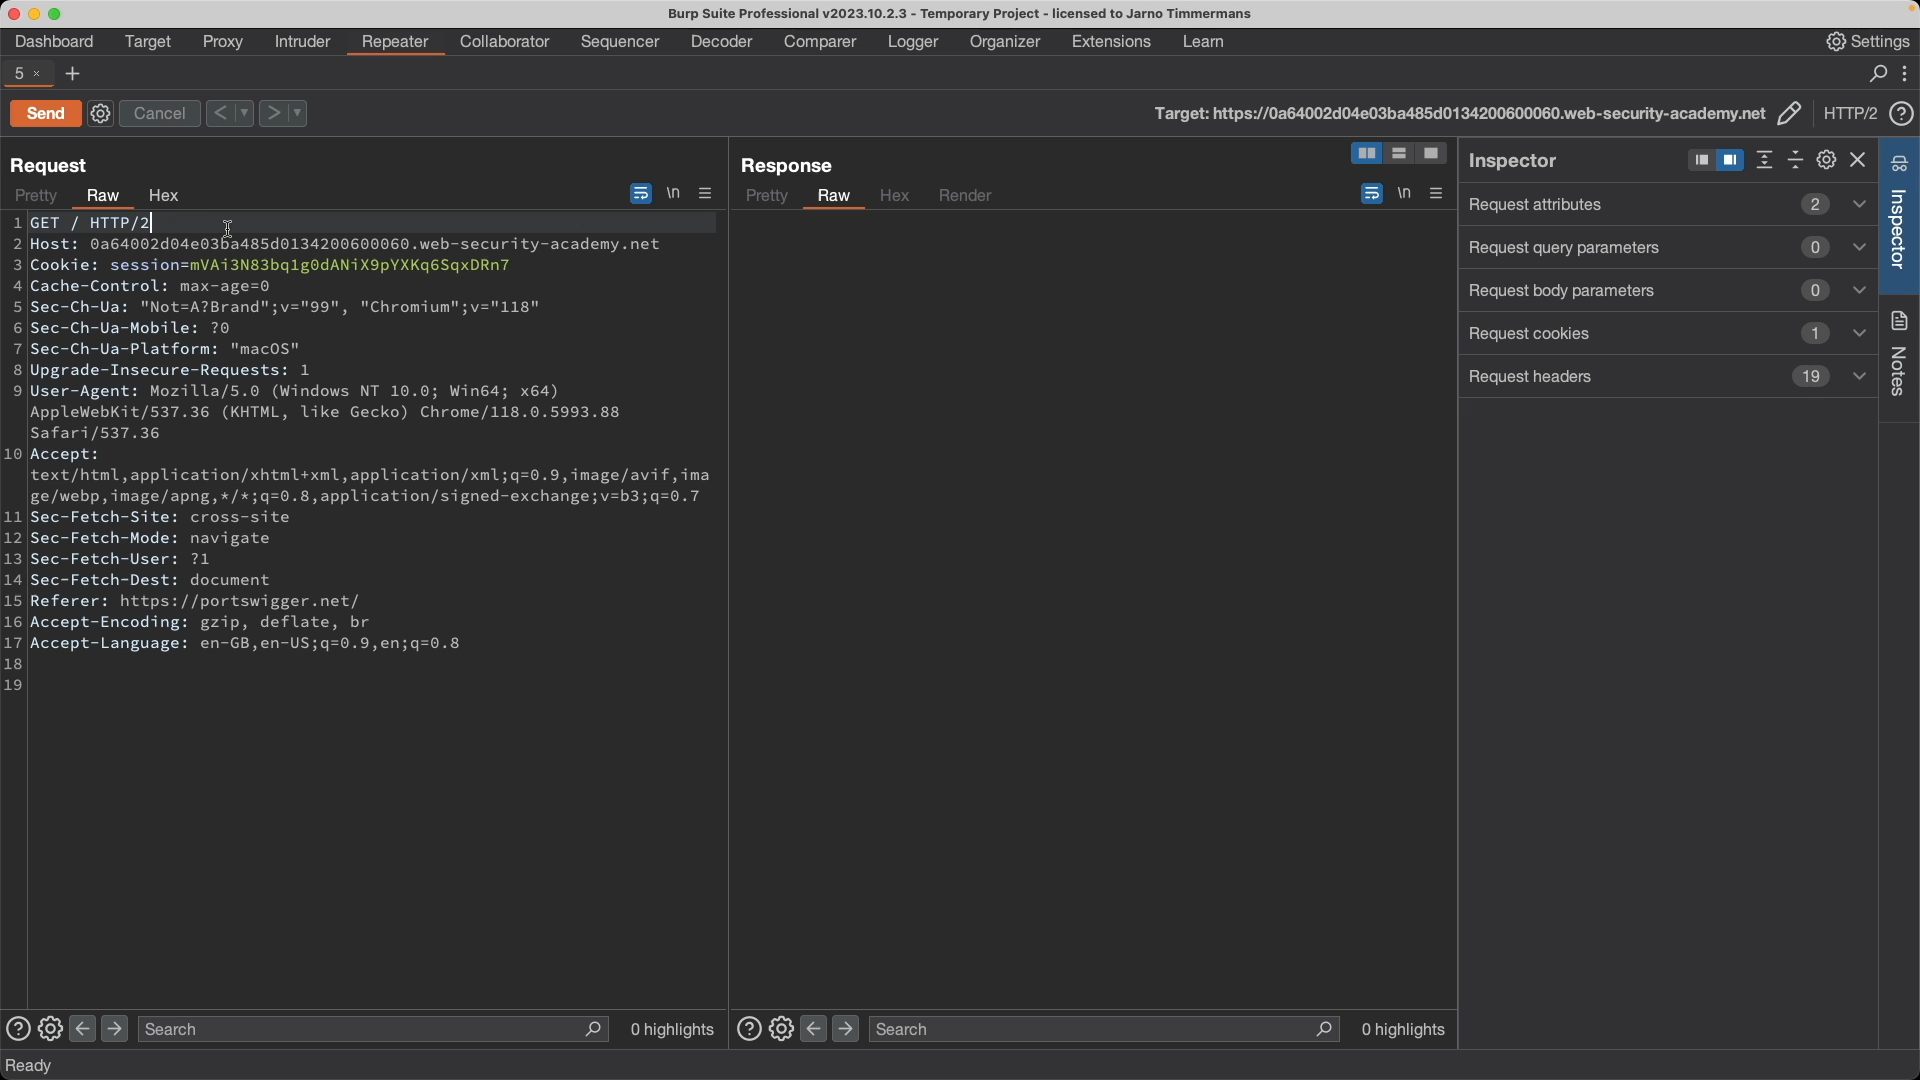 Burp Suite Professional v2023.10.2.3 - Temporary Project - licensed to Jarno Timmermans
Dashboard Target Proxy Intruder Repeater Collaborator Sequencer Decoder Comparer Logger Organizer Extensions Learn Settings
5 × +
Send Cancel < > Target: https://0a64002d04e03ba485d0134200600060.web-security-academy.net HTTP/2 ?
Request
Pretty Raw Hex \n
1 GET / HTTP/2
2 Host: 0a64002d04e03ba485d0134200600060.web-security-academy.net
3 Cookie: session=mVAi3N83bq1g0dANiX9pYXKq6SqxDRn7
4 Cache-Control: max-age=0
5 Sec-Ch-Ua: "Not=A?Brand";v="99", "Chromium";v="118"
6 Sec-Ch-Ua-Mobile: ?0
7 Sec-Ch-Ua-Platform: "macOS"
8 Upgrade-Insecure-Requests: 1
9 User-Agent: Mozilla/5.0 (Windows NT 10.0; Win64; x64)
AppleWebKit/537.36 (KHTML, like Gecko) Chrome/118.0.5993.88
Safari/537.36
10 Accept:
text/html,application/xhtml+xml,application/xml;q=0.9,image/avif,ima
ge/webp,image/apng,*/*;q=0.8,application/signed-exchange;v=b3;q=0.7
11 Sec-Fetch-Site: cross-site
12 Sec-Fetch-Mode: navigate
13 Sec-Fetch-User: ?1
14 Sec-Fetch-Dest: document
15 Referer: https://portswigger.net/
16 Accept-Encoding: gzip, deflate, br
17 Accept-Language: en-GB,en-US;q=0.9,en;q=0.8
18
19
? Search 0 highlights
Response
Pretty Raw Hex Render \n
? Search 0 highlights
Inspector
Request attributes 2
Request query parameters 0
Request body parameters 0
Request cookies 1
Request headers 19
Inspector
Notes
Ready